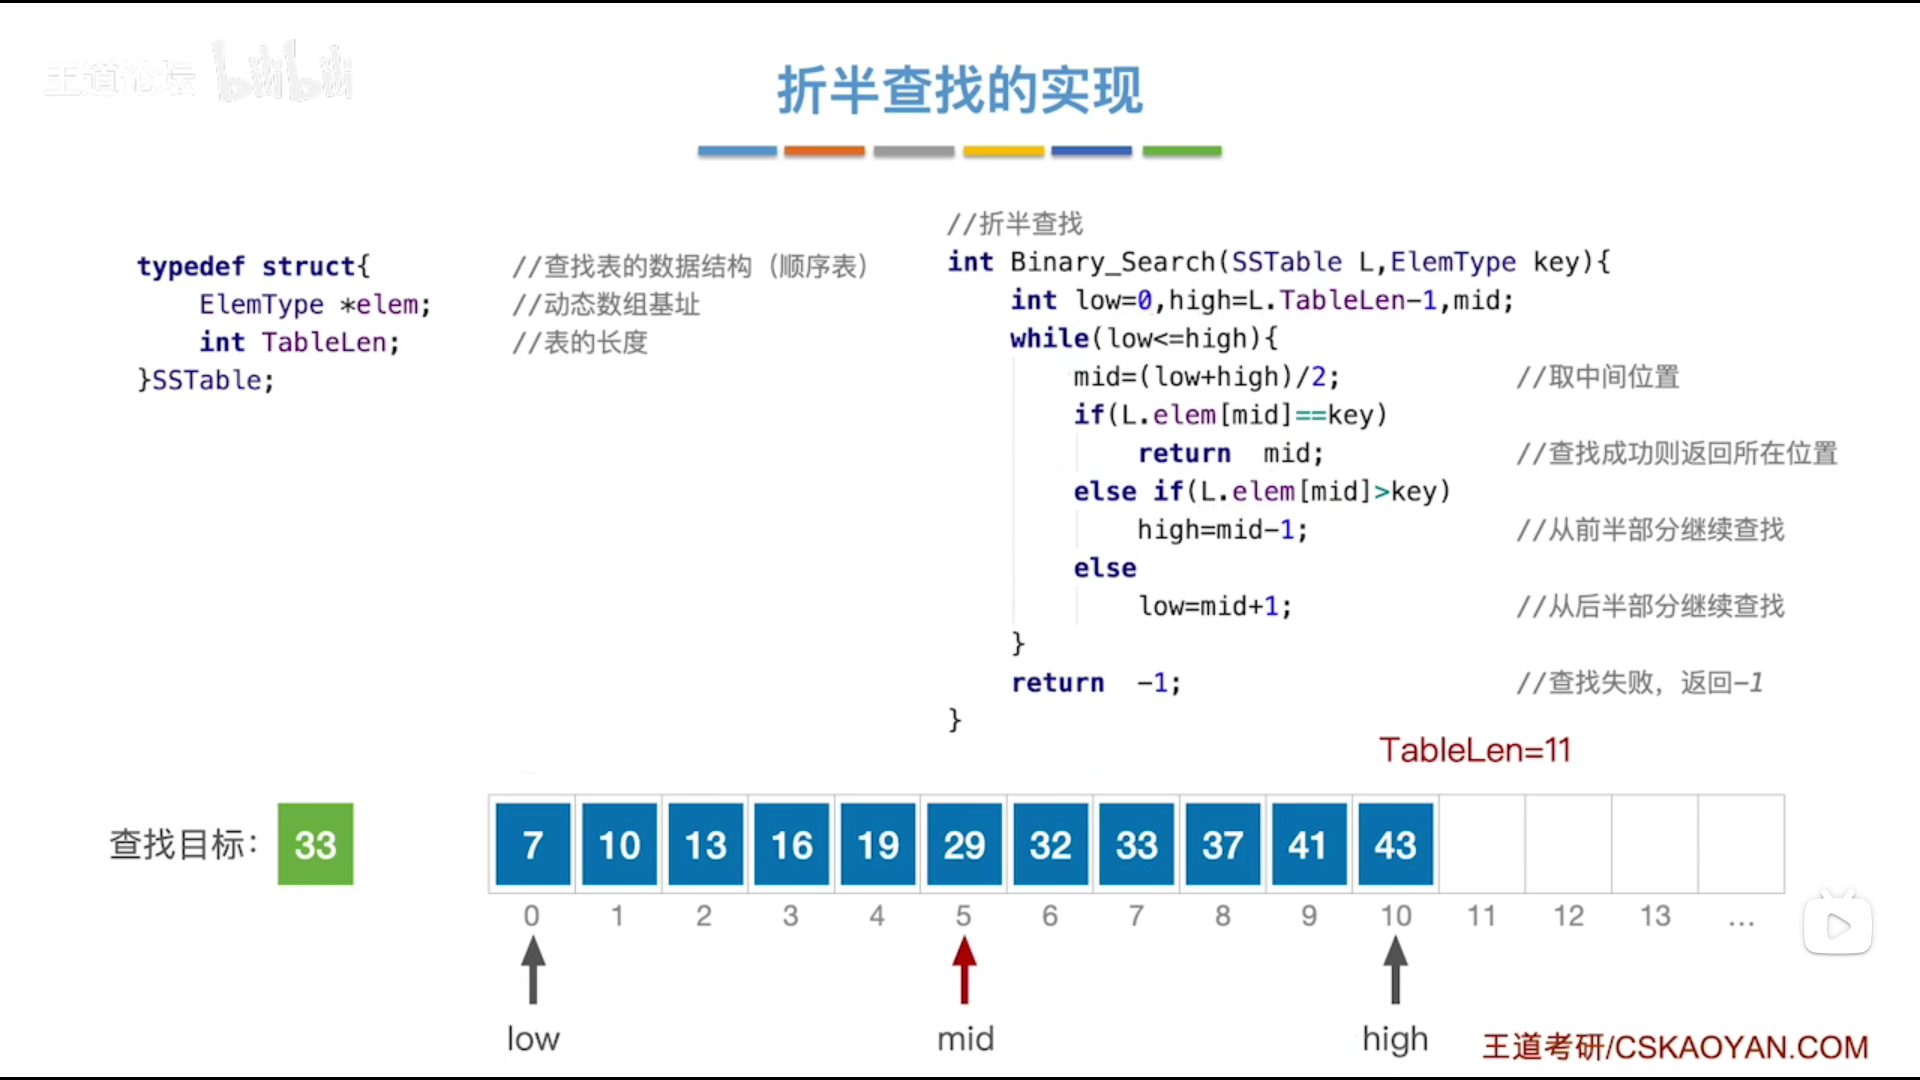 王道论坛 bilibili
折半查找的实现
typedef struct{ //查找表的数据结构（顺序表）
ElemType *elem; //动态数组基址
int TableLen; //表的长度
}SSTable;
//折半查找
int Binary_Search(SSTable L,ElemType key){
int low=0,high=L.TableLen-1,mid;
while(low<=high){
mid=(low+high)/2; //取中间位置
if(L.elem[mid]==key)
return mid; //查找成功则返回所在位置
else if(L.elem[mid]>key)
high=mid-1; //从前半部分继续查找
else
low=mid+1; //从后半部分继续查找
}
return -1; //查找失败，返回-1
}
TableLen=11
查找目标： 33 7 10 13 16 19 29 32 33 37 41 43
0 1 2 3 4 5 6 7 8 9 10 11 12 13 ...
low mid high
王道考研/CSKAOYAN.COM